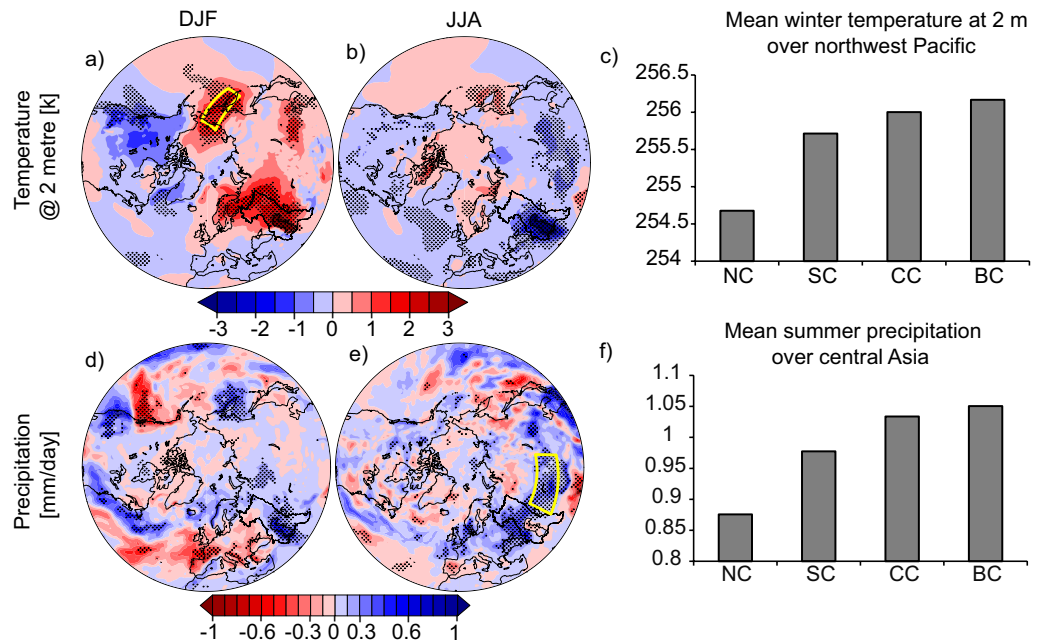 DJF
JJA
Mean winter temperature at 2 m
over northwest Pacific
a)
b)
c)
Temperature
@ 2 metre [k]
256.5
256
255.5
255
254.5
254
NC SC CC BC
-3 -2 -1 0 1 2 3
Mean summer precipitation
over central Asia
d)
e)
f)
Precipitation
[mm/day]
1.1
1.05
1
0.95
0.9
0.85
0.8
NC SC CC BC
-1 -0.6 -0.3 0 0.3 0.6 1